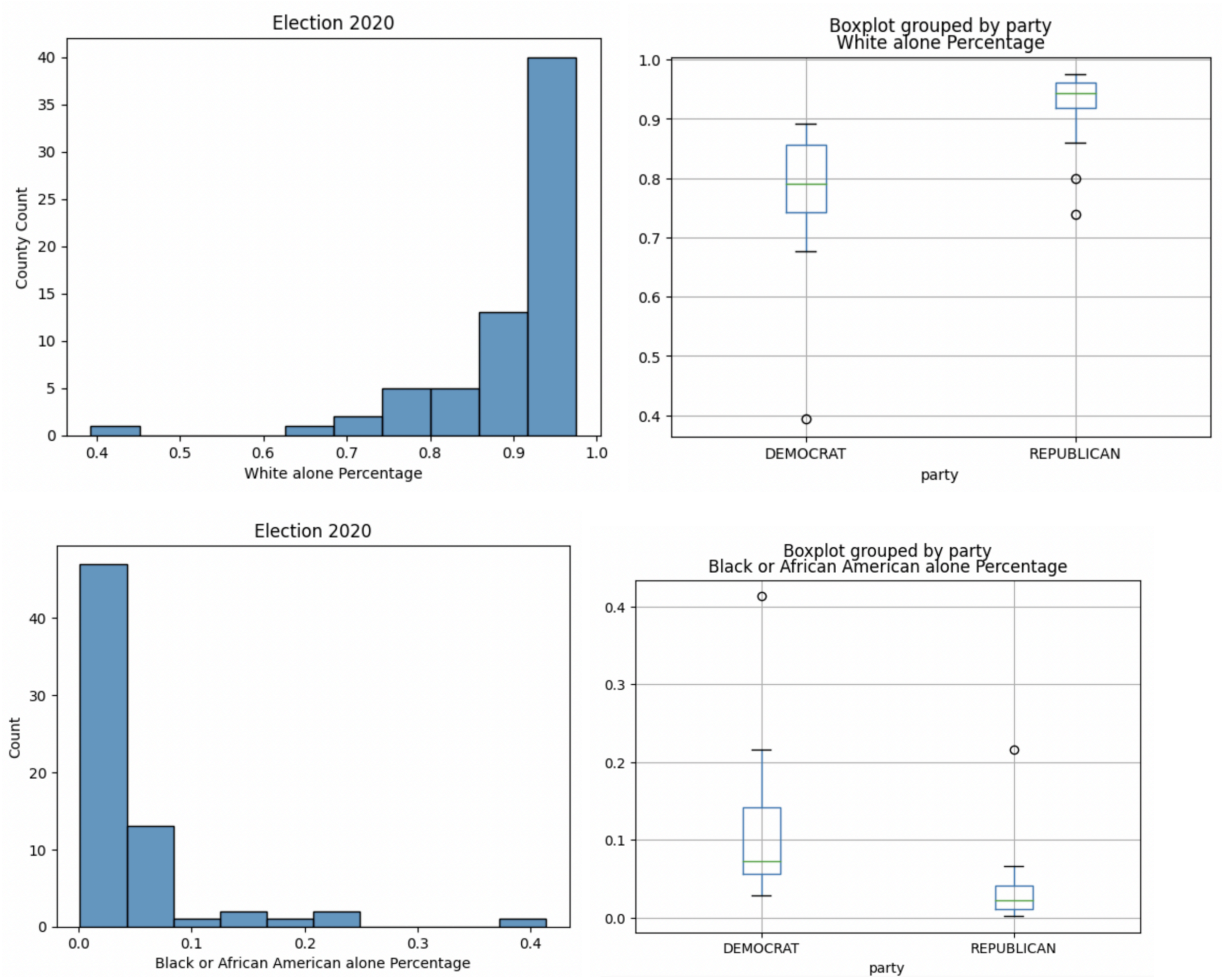 Election 2020
40
35
30
25
20
15
10
5
0
County Count
0.4 0.5 0.6 0.7 0.8 0.9 1.0
White alone Percentage
Boxplot grouped by party
White alone Percentage
1.0
0.9
0.8
0.7
0.6
0.5
0.4
DEMOCRAT REPUBLICAN
party
Election 2020
40
30
20
10
0
Count
0.0 0.1 0.2 0.3 0.4
Black or African American alone Percentage
Boxplot grouped by party
Black or African American alone Percentage
0.4
0.3
0.2
0.1
0.0
DEMOCRAT REPUBLICAN
party